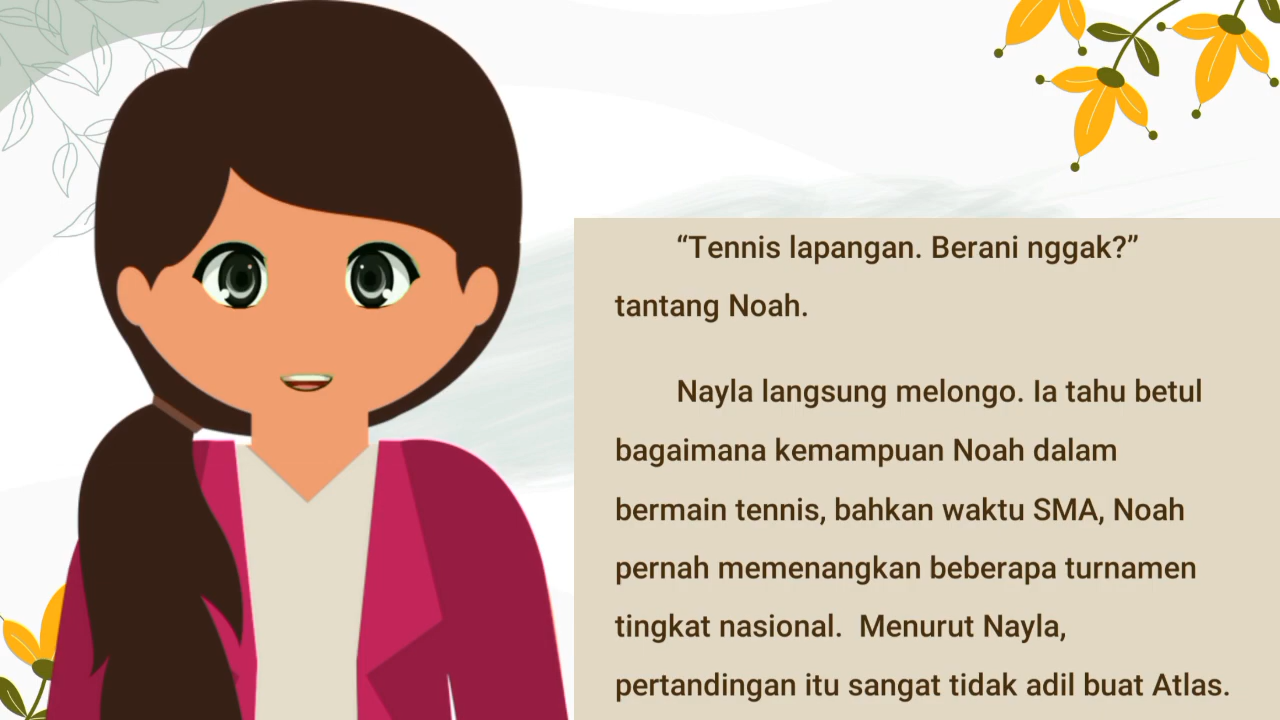 “Tennis lapangan. Berani nggak?”
tantang Noah.
Nayla langsung melongo. Ia tahu betul
bagaimana kemampuan Noah dalam
bermain tennis, bahkan waktu SMA, Noah
pernah memenangkan beberapa turnamen
tingkat nasional.  Menurut Nayla,
pertandingan itu sangat tidak adil buat Atlas.